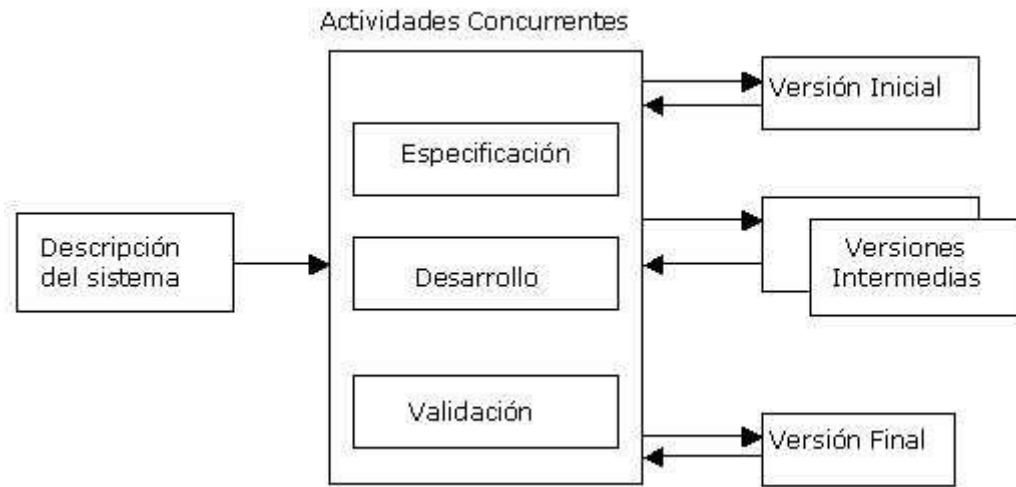 Actividades Concurrentes
Versión Inicial
Especificación
Descripción
del sistema
Desarrollo
Versiones
Intermedias
Validación
Versión Final